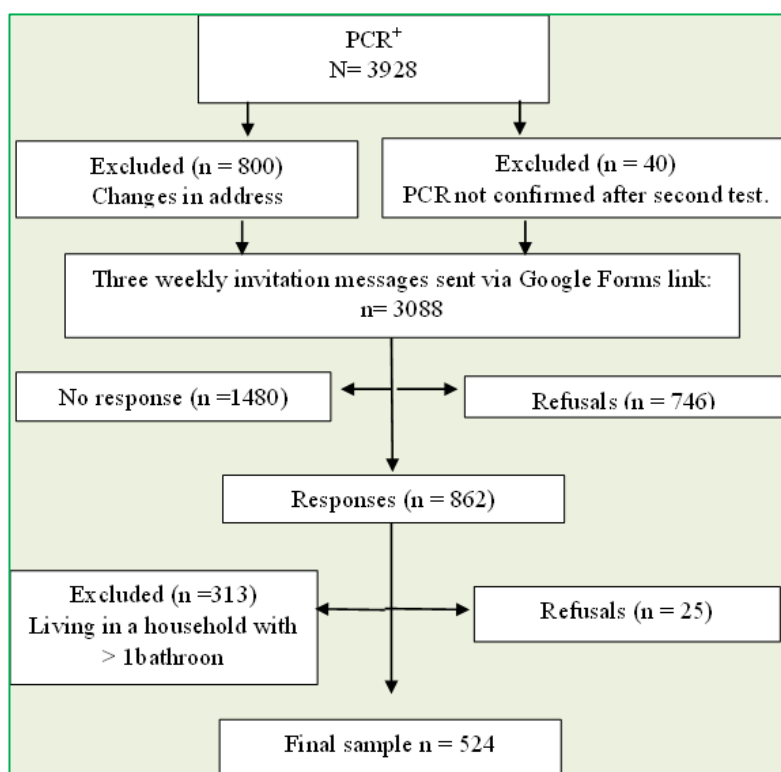 PCR+
N= 3928
Excluded (n = 800)
Changes in address
Excluded (n = 40)
PCR not confirmed after second test.
Three weekly invitation messages sent via Google Forms link:
n= 3088
No response (n =1480)
Refusals (n = 746)
Responses (n = 862)
Excluded (n =313)
Living in a household with
> 1bathroon
Refusals (n = 25)
Final sample n = 524